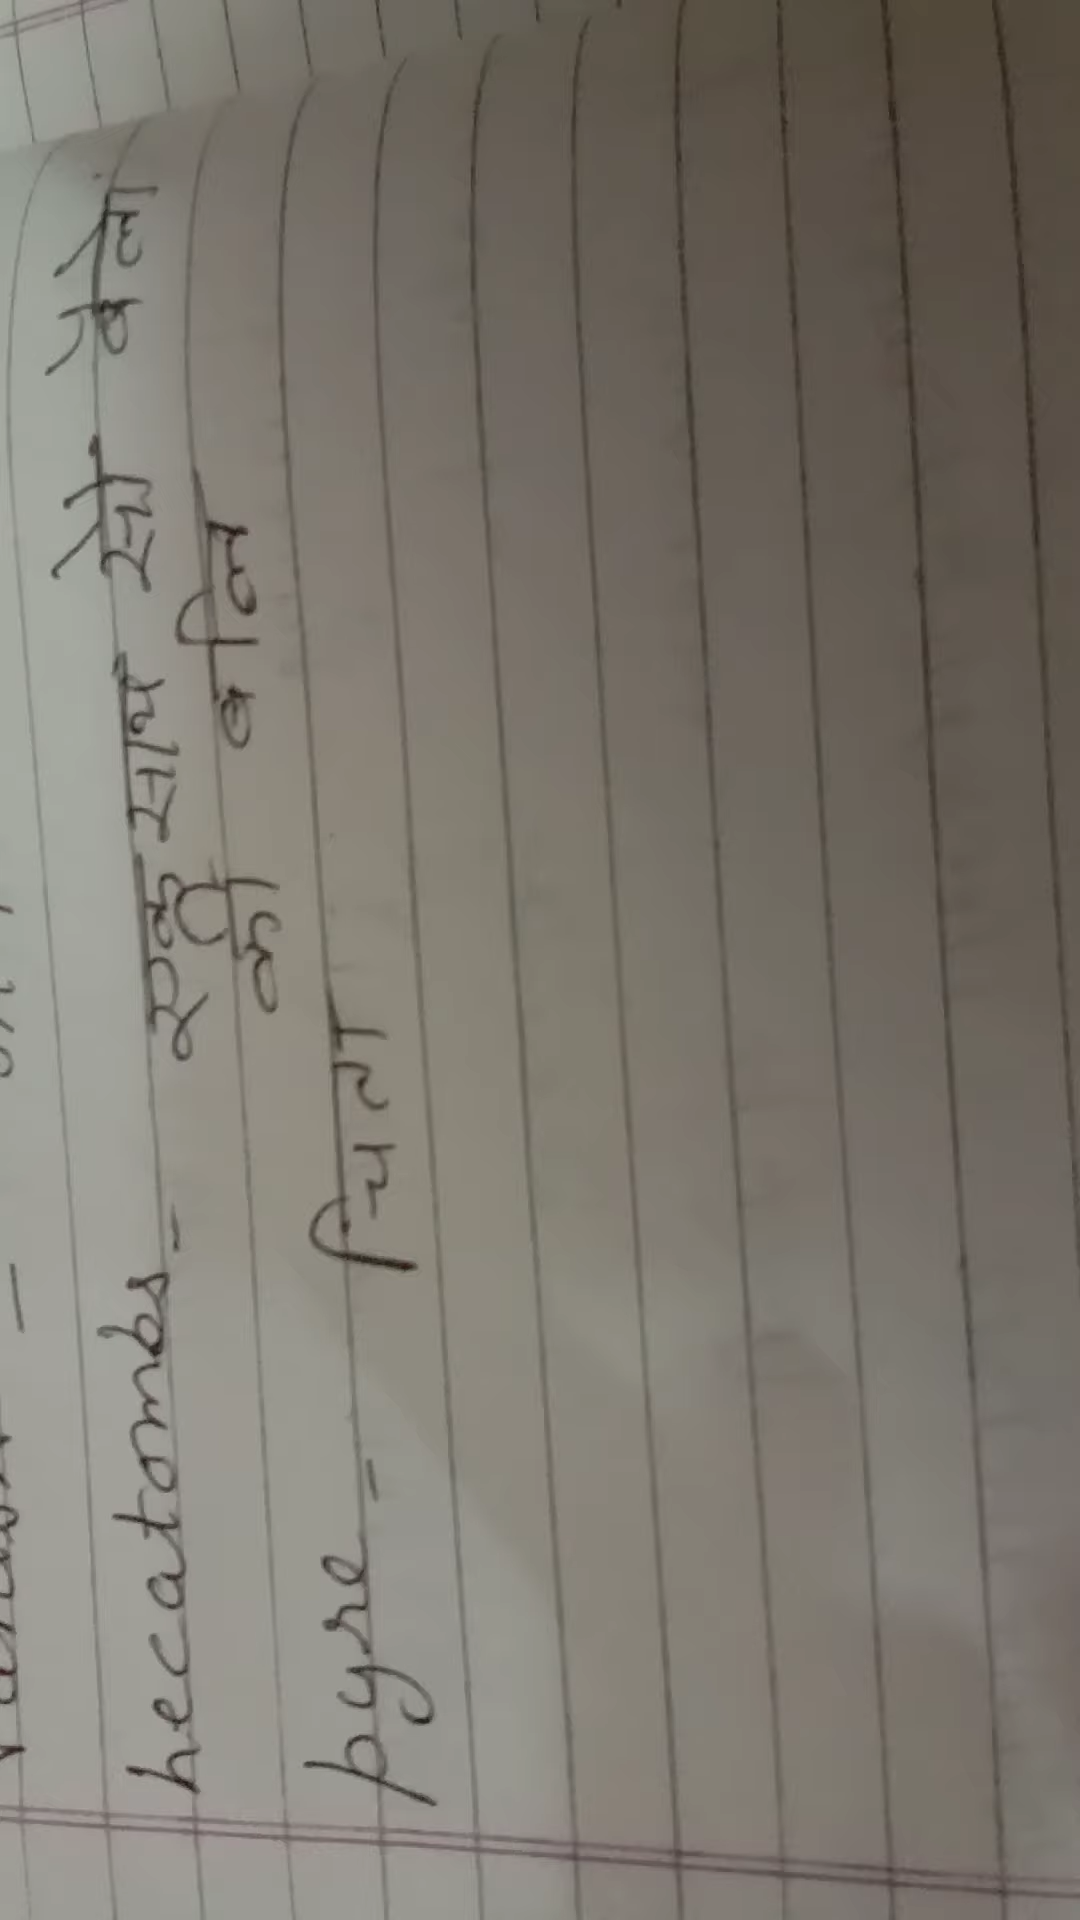 hecatombs - एक साथ सौ बैलों
की बलि
pyre - चिता